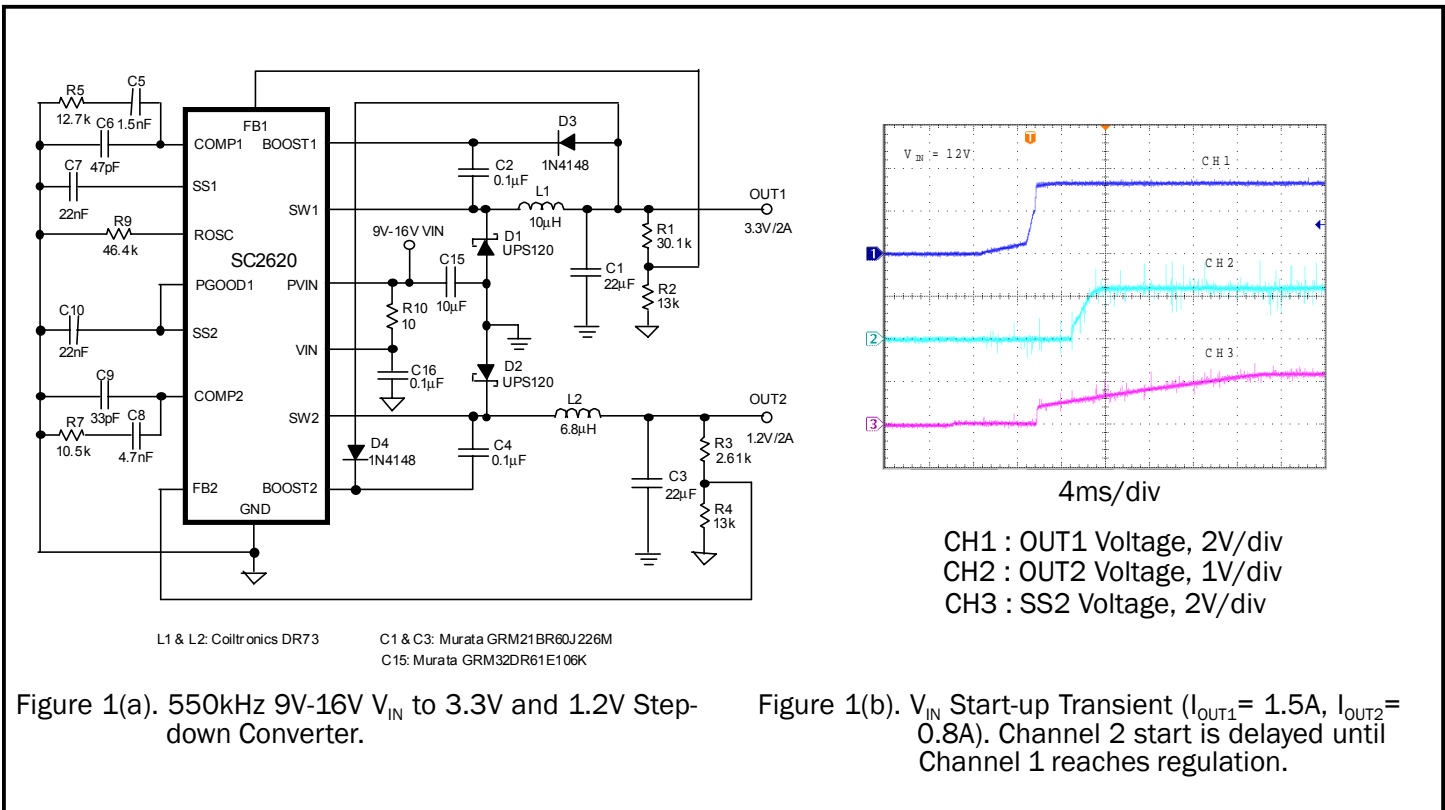 C5
R5
12.7k
C6
1.5nF
47pF
C7
22nF
R9
46.4k
C10
22nF
C9
33pF
C8
R7
10.5k
4.7nF
FB1
COMP1
BOOST1
SS1
SW1
ROSC
SC2620
PGOOD1
PVIN
SS2
VIN
COMP2
SW2
FB2
BOOST2
GND
D3
1N4148
C2
0.1µF
L1
10µH
OUT1
3.3V/2A
9V-16V VIN
D1
UPS120
C15
10µF
R1
30.1k
C1
22µF
R2
13k
R10
10
C16
0.1µF
D2
UPS120
L2
6.8µH
OUT2
1.2V/2A
D4
1N4148
C4
0.1µF
R3
2.61k
C3
22µF
R4
13k
L1 & L2: Coiltronics DR73
C1 & C3: Murata GRM21BR60J226M
C15: Murata GRM32DR61E106K
Figure 1(a). 550kHz 9V-16V VIN to 3.3V and 1.2V Step-
down Converter.
T
VIN = 12V
CH1
1
CH2
2
CH3
3
4ms/div
CH1 : OUT1 Voltage, 2V/div
CH2 : OUT2 Voltage, 1V/div
CH3 : SS2 Voltage, 2V/div
Figure 1(b). VIN Start-up Transient (IOUT1= 1.5A, IOUT2=
0.8A). Channel 2 start is delayed until
Channel 1 reaches regulation.